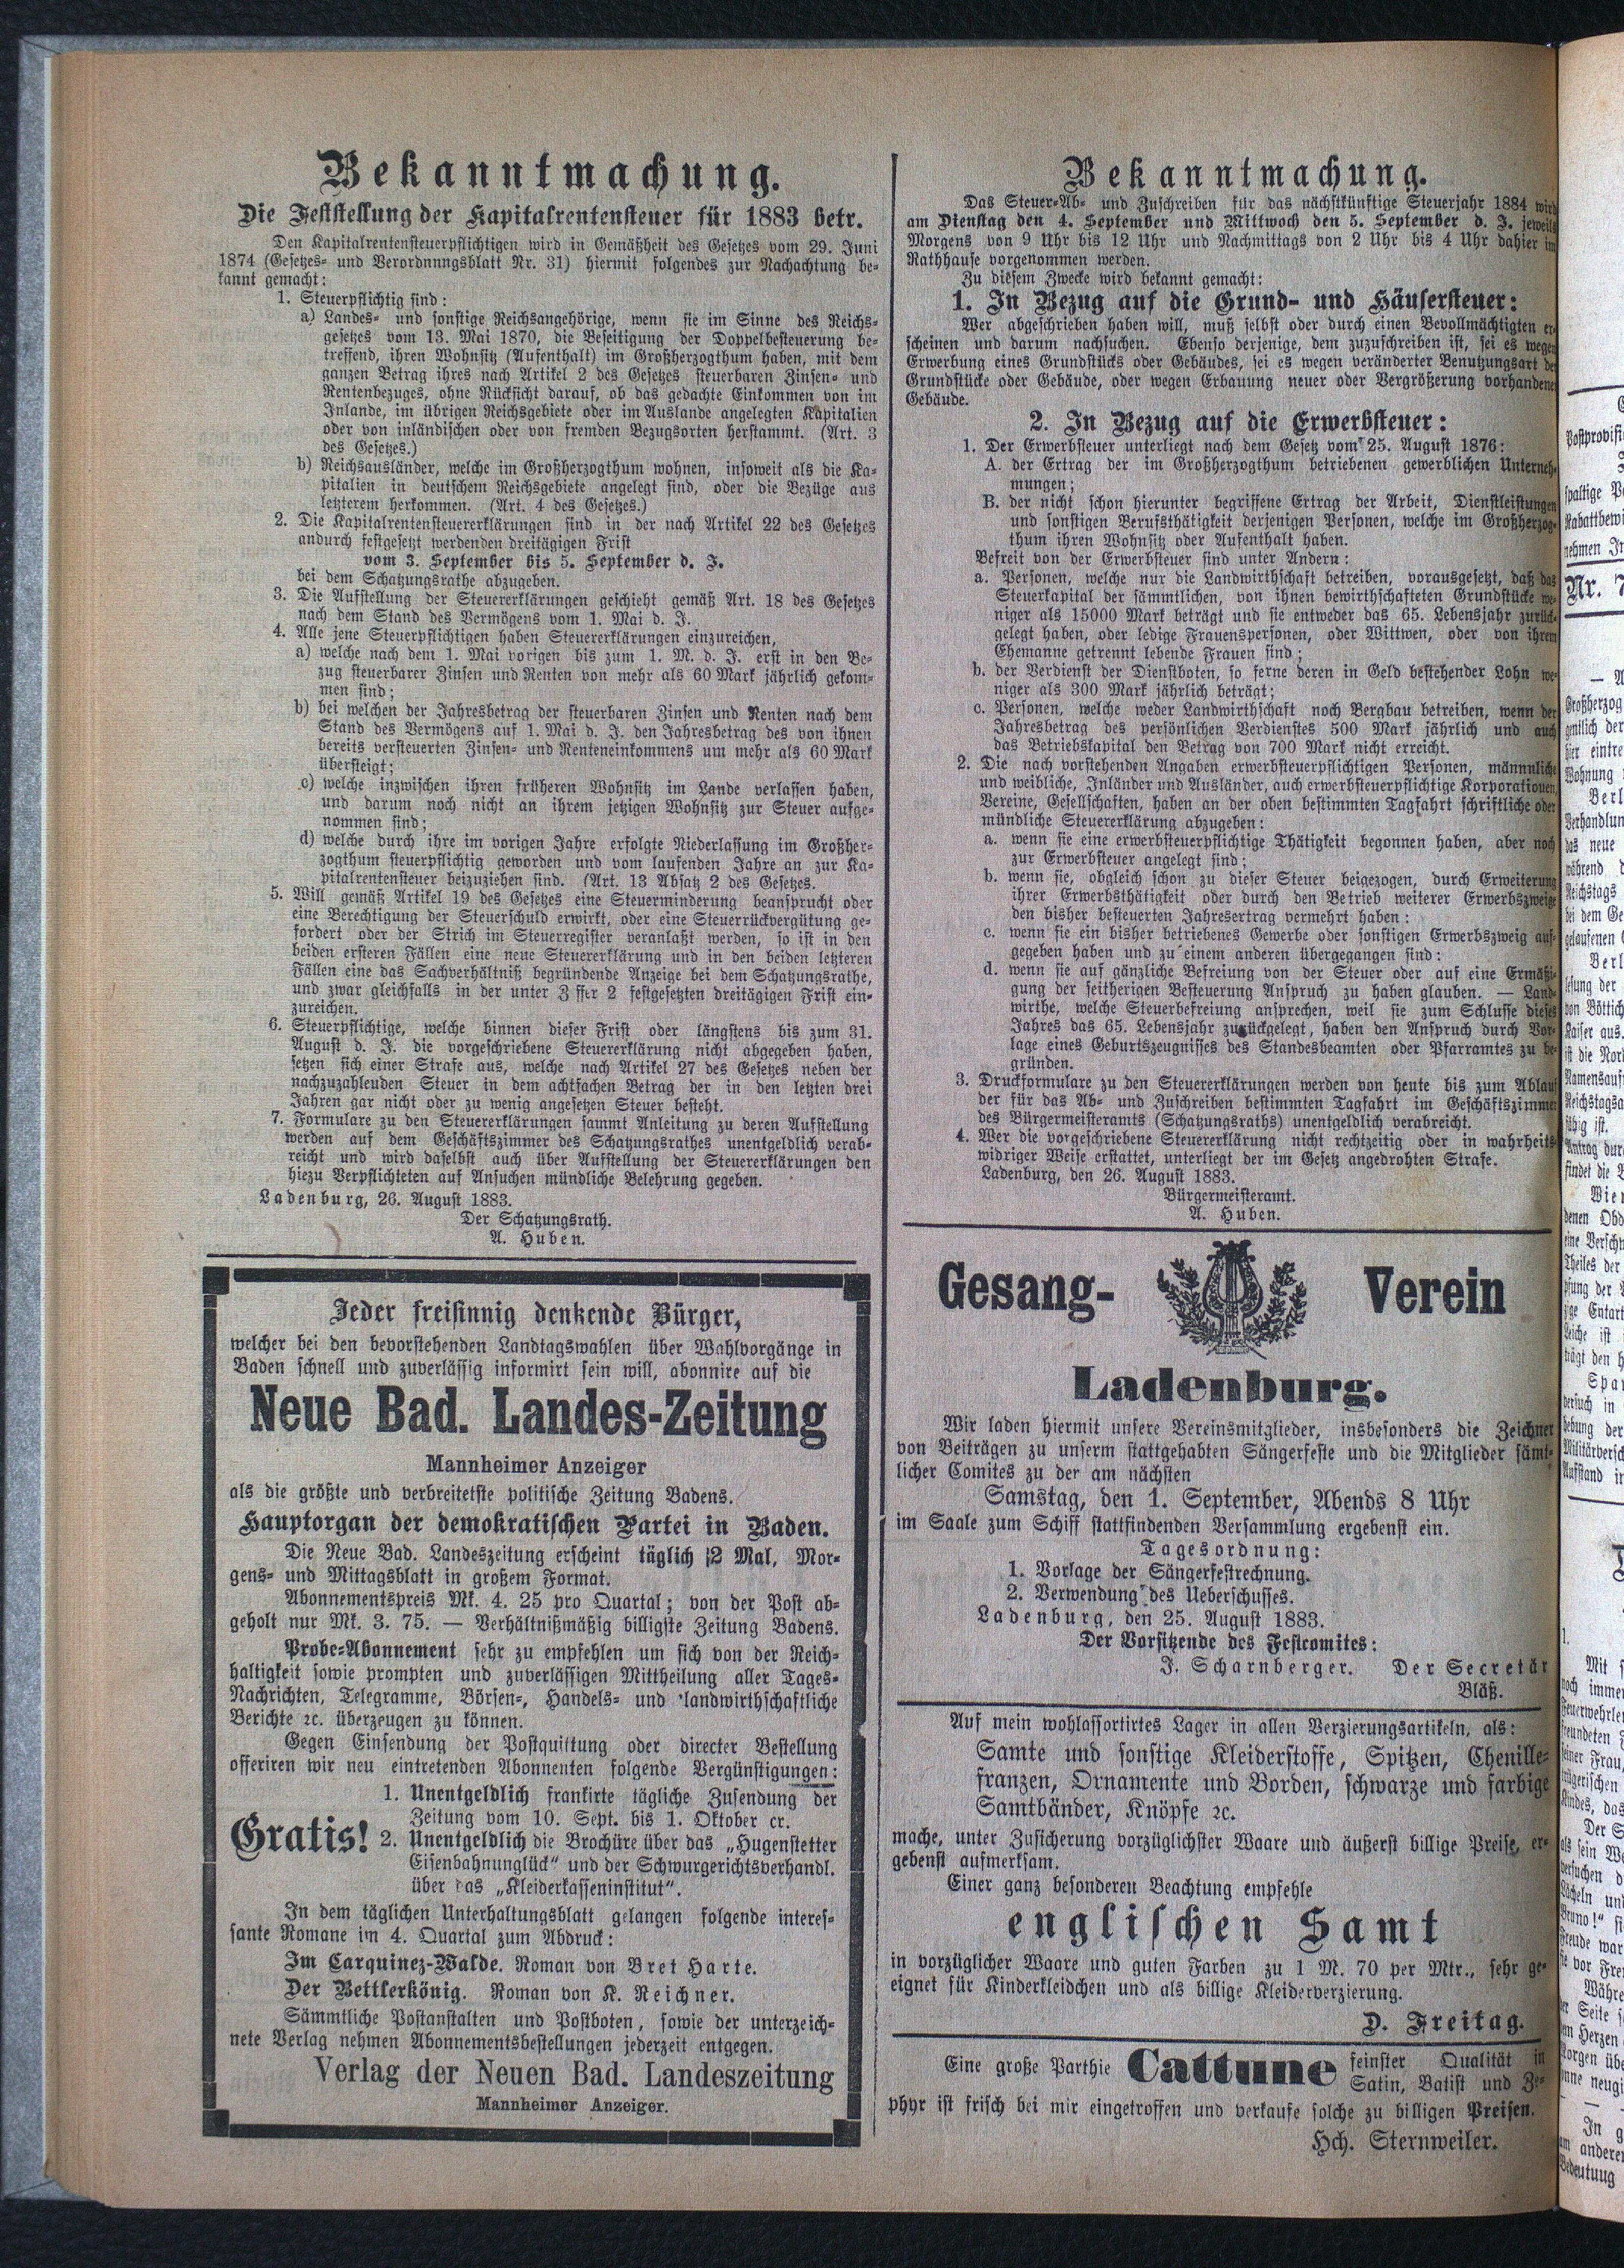 Bekanntmachung.
Die Feststellung der Kapitalrentensteuer für 1883 betr.
Den Kapitalrentensteuerpflichtigen wird in Gemäßheit des Gesetzes vom 29. Juni
1874 (Gesetzes- und Verordnnngsblatt Nr. 31) hiermit folgendes zur Nachachtung be-
kannt gemacht:
1. Steuerpflichtig sind:
a) Landes- und sonstige Reichsangehörige, wenn sie im Sinne des Reichs-
gesetzes vom 13. Mai 1870, die Beseitigung der Doppelbesteuerung be-
treffend, ihren Wohnsitz (Aufenthalt) im Großherzogthum haben, mit dem
ganzen Betrag ihres nach Artikel 2 des Gesetzes steuerbaren Zinsen- und
Rentenbezuges, ohne Rücksicht darauf, ob das gedachte Einkommen von im
Inlande, im übrigen Reichsgebiete oder im Auslande angelegten Kapitalien
oder von inländischen oder von fremden Bezugsorten herstammt. (Art. 3
des Gesetzes.)
b) Reichsausländer, welche im Großherzogthum wohnen, insoweit als die Ka-
pitalien in deutschem Reichsgebiete angelegt sind, oder die Bezüge aus
letzterem herkommen. (Art. 4 des Gesetzes.)
2. Die Kapitalrentensteuererklärungen sind in der nach Artikel 22 des Gesetzes
andurch festgesetzt werdenden dreitägigen Frist
vom 3. September bis 5. September d. J.
bei dem Schatzungsrathe abzugeben.
3. Die Aufstellung der Steuererklärungen geschieht gemäß Art. 18 des Gesetzes
nach dem Stand des Vermögens vom 1. Mai d. J.
4. Alle jene Steuerpflichtigen haben Steuererklärungen einzureichen,
a) welche nach dem 1. Mai vorigen bis zum 1. M. d. J. erst in den Be-
zug steuerbarer Zinsen und Renten von mehr als 60 Mark jährlich gekom-
men sind;
b) bei welchen der Jahresbetrag der steuerbaren Zinsen und Renten nach dem
Stand des Vermögens auf 1. Mai d. J. den Jahresbetrag des von ihnen
bereits versteuerten Zinsen- und Renteneinkommens um mehr als 60 Mark
übersteigt;
c) welche inzwischen ihren früheren Wohnsitz im Lande verlassen haben,
und darum noch nicht an ihrem jetzigen Wohnsitz zur Steuer aufge-
nommen sind;
d) welche durch ihre im vorigen Jahre erfolgte Niederlassung im Großher-
zogthum steuerpflichtig geworden und vom laufenden Jahre an zur Ka-
pitalrentensteuer beizuziehen sind. (Art. 13 Absatz 2 des Gesetzes.
5. Will gemäß Artikel 19 des Gesetzes eine Steuerminderung beansprucht oder
eine Berechtigung der Steuerschuld erwirkt, oder eine Steuerrückvergütung ge-
fordert oder der Strich im Steuerregister veranlaßt werden, so ist in den
beiden ersteren Fällen eine neue Steuererklärung und in den beiden letzteren
Fällen eine das Sachverhältniß begründende Anzeige bei dem Schatzungsrathe,
und zwar gleichfalls in der unter Z ffer 2 festgesetzten dreitägigen Frist ein-
zureichen.
6. Steuerpflichtige, welche binnen dieser Frist oder längstens bis zum 31.
August d. J. die vorgeschriebene Steuererklärung nicht abgegeben haben,
setzen sich einer Strafe aus, welche nach Artikel 27 des Gesetzes neben der
nachzuzahlenden Steuer in dem achtfachen Betrag der in den letzten drei
Jahren gar nicht oder zu wenig angesetzen Steuer besteht.
7. Formulare zu den Steuererklärungen sammt Anleitung zu deren Aufstellung
werden auf dem Geschäftszimmer des Schatzungsrathes unentgeldlich verab-
reicht und wird daselbst auch über Aufstellung der Steuererklärungen den
hiezu Verpflichteten auf Ansuchen mündliche Belehrung gegeben.
Ladenburg, 26. August 1883.
Der Schatzungsrath.
A. Huben.
Jeder freisinnig denkende Bürger,
welcher bei den bevorstehenden Landtagswahlen über Wahlvorgänge in
Baden schnell und zuverlässig informirt sein will, abonnire auf die
Neue Bad. Landes-Zeitung
Mannheimer Anzeiger
als die größte und verbreitetste politische Zeitung Badens.
Hauptorgan der demokratischen Partei in Baden.
Die Neue Bad. Landeszeitung erscheint täglich 2 Mal, Mor-
gens- und Mittagsblatt in großem Format.
Abonnementspreis Mk. 4. 25 pro Quartal; von der Post ab-
geholt nur Mk. 3. 75. — Verhältnißmäßig billigste Zeitung Badens.
Probe-Abonnement sehr zu empfehlen um sich von der Reich-
haltigkeit sowie prompten und zuverlässigen Mittheilung aller Tages-
Nachrichten, Telegramme, Börsen-, Handels- und landwirthschaftliche
Berichte ꝛc. überzeugen zu können.
Gegen Einsendung der Postquittung oder directer Bestellung
offeriren wir neu eintretenden Abonnenten folgende Vergünstigungen:
Gratis!
1. Unentgeldlich frankirte tägliche Zusendung der
Zeitung vom 10. Sept. bis 1. Oktober cr.
2. Unentgeldlich die Brochüre über das „Hugenstetter
Eisenbahnunglück“ und der Schwurgerichtsverhandl.
über das „Kleiderkasseninstitut“.
In dem täglichen Unterhaltungsblatt gelangen folgende interes-
sante Romane im 4. Quartal zum Abdruck:
Im Carquinez-Walde. Roman von Bret Harte.
Der Bettlerkönig. Roman von K. Reichner.
Sämmtliche Postanstalten und Postboten, sowie der unterzeich-
nete Verlag nehmen Abonnementsbestellungen jederzeit entgegen.
Verlag der Neuen Bad. Landeszeitung
Mannheimer Anzeiger.
Bekanntmachung.
Das Steuer-Ab- und Zuschreiben für das nächstkünftige Steuerjahr 1884 wird
am Dienstag den 4. September und Mittwoch den 5. September d. J. jeweils
Morgens von 9 Uhr bis 12 Uhr und Nachmittags von 2 Uhr bis 4 Uhr dahier im
Rathhause vorgenommen werden.
Zu diesem Zwecke wird bekannt gemacht:
1. In Bezug auf die Grund- und Häusersteuer:
Wer abgeschrieben haben will, muß selbst oder durch einen Bevollmächtigten er-
scheinen und darum nachsuchen. Ebenso derjenige, dem zuzuschreiben ist, sei es wegen
Erwerbung eines Grundstücks oder Gebäudes, sei es wegen veränderter Benutzungsart der
Grundstücke oder Gebäude, oder wegen Erbauung neuer oder Vergrößerung vorhandener
Gebäude.
2. In Bezug auf die Erwerbsteuer:
1. Der Erwerbsteuer unterliegt nach dem Gesetz vom 25. August 1876:
A. der Ertrag der im Großherzogthum betriebenen gewerblichen Unterneh-
mungen;
B. der nicht schon hierunter begriffene Ertrag der Arbeit, Dienstleistungen
und sonstigen Berufsthätigkeit derjenigen Personen, welche im Großherzog-
thum ihren Wohnsitz oder Aufenthalt haben.
Befreit von der Erwerbsteuer sind unter Andern:
a. Personen, welche nur die Landwirthschaft betreiben, vorausgesetzt, daß das
Steuerkapital der sämmtlichen, von ihnen bewirthschafteten Grundstücke we-
niger als 15000 Mark beträgt und sie entweder das 65. Lebensjahr zurück-
gelegt haben, oder ledige Frauenspersonen, oder Wittwen, oder von ihrem
Ehemanne getrennt lebende Frauen sind;
b. der Verdienst der Dienstboten, so ferne deren in Geld bestehender Lohn we-
niger als 300 Mark jährlich beträgt;
c. Personen, welche weder Landwirthschaft noch Bergbau betreiben, wenn der
Jahresbetrag des persönlichen Verdienstes 500 Mark jährlich und auch
das Betriebskapital den Betrag von 700 Mark nicht erreicht.
2. Die nach vorstehenden Angaben erwerbsteuerpflichtigen Personen, männliche
und weibliche, Inländer und Ausländer, auch erwerbsteuerpflichtige Korporationen,
Vereine, Gesellschaften, haben an der oben bestimmten Tagfahrt schriftliche oder
mündliche Steuererklärung abzugeben:
a. wenn sie eine erwerbsteuerpflichtige Thätigkeit begonnen haben, aber noch
zur Erwerbsteuer angelegt sind;
b. wenn sie, obgleich schon zu dieser Steuer beigezogen, durch Erweiterung
ihrer Erwerbsthätigkeit oder durch den Betrieb weiterer Erwerbszweige
den bisher besteuerten Jahresertrag vermehrt haben:
c. wenn sie ein bisher betriebenes Gewerbe oder sonstigen Erwerbszweig auf-
gegeben haben und zu einem anderen übergegangen sind:
d. wenn sie auf gänzliche Befreiung von der Steuer oder auf eine Ermäßi-
gung der seitherigen Besteuerung Anspruch zu haben glauben. — Land-
wirthe, welche Steuerbefreiung ansprechen, weil sie zum Schlusse dieses
Jahres das 65. Lebensjahr zurückgelegt, haben den Anspruch durch Vor-
lage eines Geburtszeugnisses des Standesbeamten oder Pfarramtes zu be-
gründen.
3. Druckformulare zu den Steuererklärungen werden von heute bis zum Ablauf
der für das Ab- und Zuschreiben bestimmten Tagfahrt im Geschäftszimmer
des Bürgermeisteramts (Schatzungsraths) unentgeldlich verabreicht.
4. Wer die vorgeschriebene Steuererklärung nicht rechtzeitig oder in wahrheits-
widriger Weise erstattet, unterliegt der im Gesetz angedrohten Strafe.
Ladenburg, den 26. August 1883.
Bürgermeisteramt.
A. Huben.
Gesang- Verein
Ladenburg.
Wir laden hiermit unsere Vereinsmitglieder, insbesonders die Zeichner
von Beiträgen zu unserm stattgehabten Sängerfeste und die Mitglieder sämt-
licher Comites zu der am nächsten
Samstag, den 1. September, Abends 8 Uhr
im Saale zum Schiff stattfindenden Versammlung ergebenst ein.
Tagesordnung:
1. Vorlage der Sängerfestrechnung.
2. Verwendung des Ueberschusses.
Ladenburg, den 25. August 1883.
Der Vorsitzende des Festcomites:
J. Scharnberger. Der Secretär
Bläß.
Auf mein wohlassortirtes Lager in allen Verzierungsartikeln, als:
Samte und sonstige Kleiderstoffe, Spitzen, Chenille-
franzen, Ornamente und Borden, schwarze und farbige
Samtbänder, Knöpfe ꝛc.
mache, unter Zusicherung vorzüglichster Waare und äußerst billige Preise, er-
gebenst aufmerksam.
Einer ganz besonderen Beachtung empfehle
englischen Samt
in vorzüglicher Waare und guten Farben zu 1 M. 70 per Mtr., sehr ge-
eignet für Kinderkleidchen und als billige Kleiderverzierung.
D. Freitag.
Eine große Parthie Cattune feinster Qualität in
Satin, Batist und Ze-
phyr ist frisch bei mir eingetroffen und verkaufe solche zu billigen Preisen.
Hch. Sternweiler.